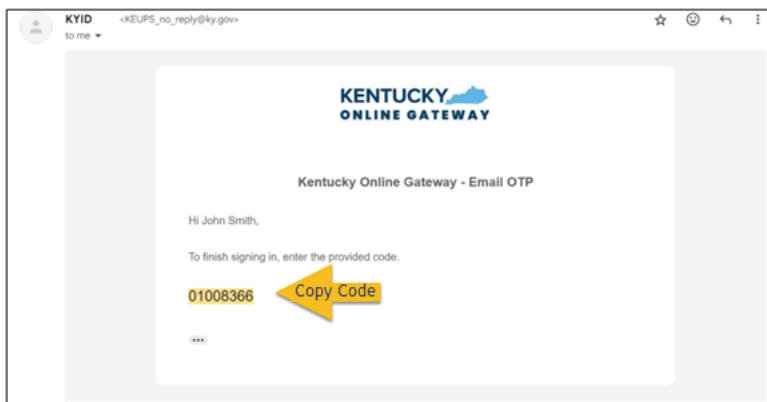 KYID <KEUPS_no_reply@ky.gov>
to me
KENTUCKY
ONLINE GATEWAY
Kentucky Online Gateway - Email OTP
Hi John Smith,
To finish signing in, enter the provided code.
01008366
Copy Code